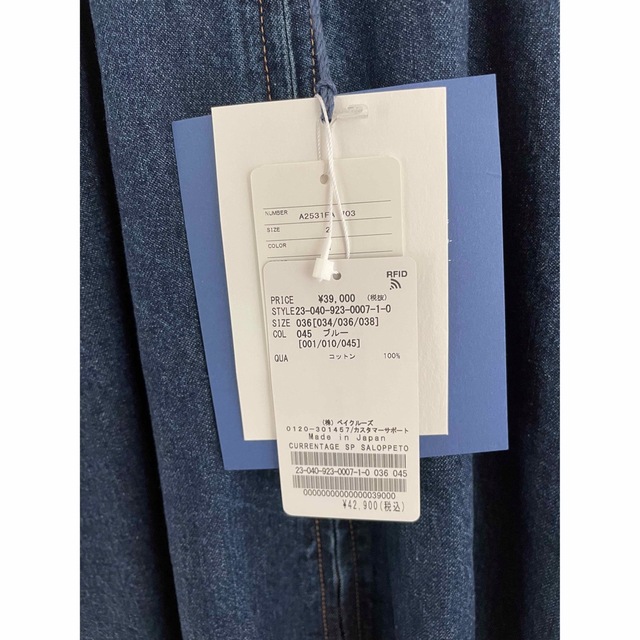 NUMBER
SIZE 2
COLOR
RFID
PRICE ¥39,000 (税抜)
STYLE23-040-923-0007-1-0
SIZE 036[034/036/038]
COL 045 ブルー
[001/010/045]
QUA コットン 100%
(株) ベイクルーズ
0120-301457/カスタマーサポート
Made in Japan
CURRENTAGE SP SALOPPETO
23-040-923-0007-1-0 036 045
00000000000000039000
¥42,900(税込)